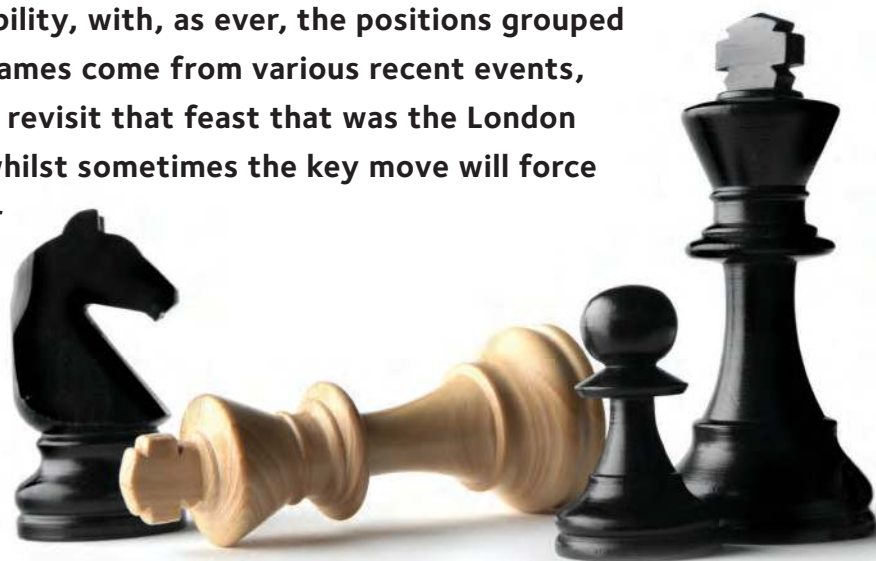 bility, with, as ever, the positions grouped
ames come from various recent events,
revisit that feast that was the London
whilst sometimes the key move will force